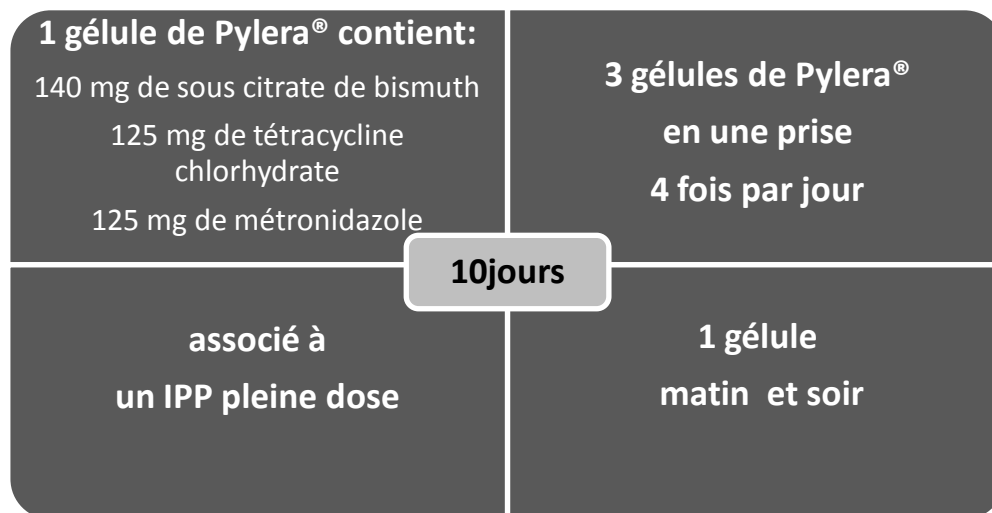 1 gélule de Pylera® contient:
140 mg de sous citrate de bismuth
125 mg de tétracycline
chlorhydrate
125 mg de métronidazole
3 gélules de Pylera®
en une prise
4 fois par jour
10jours
associé à
un IPP pleine dose
1 gélule
matin et soir